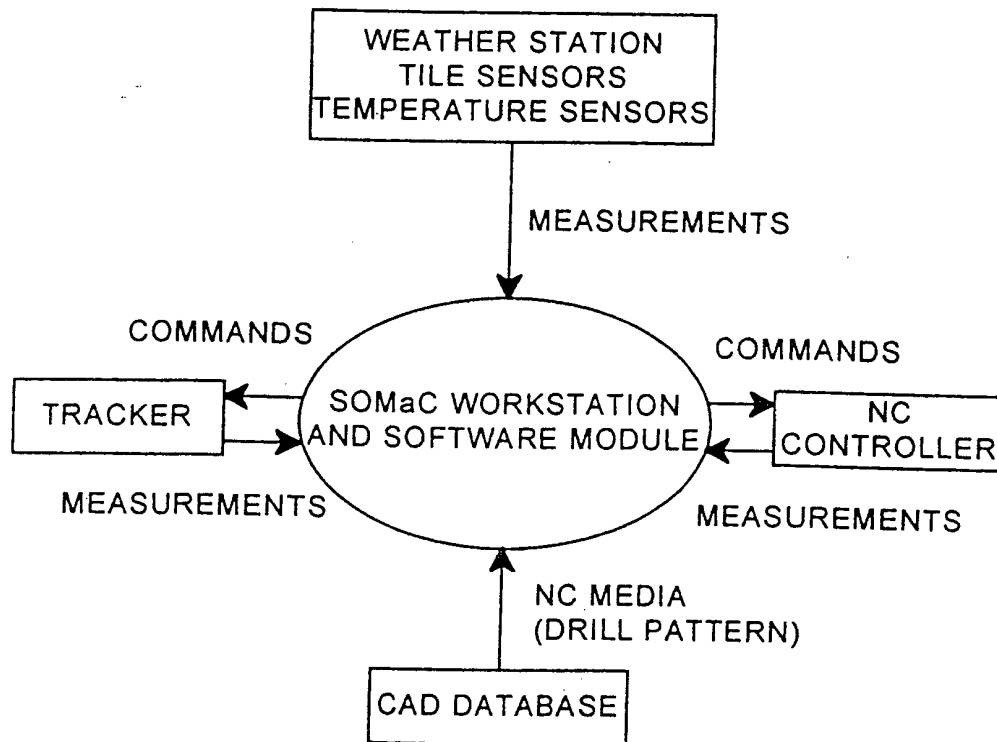 WEATHER STATION
TILE SENSORS
TEMPERATURE SENSORS
MEASUREMENTS
COMMANDS
COMMANDS
TRACKER
SOMaC WORKSTATION
AND SOFTWARE MODULE
NC
CONTROLLER
MEASUREMENTS
MEASUREMENTS
NC MEDIA
(DRILL PATTERN)
CAD DATABASE